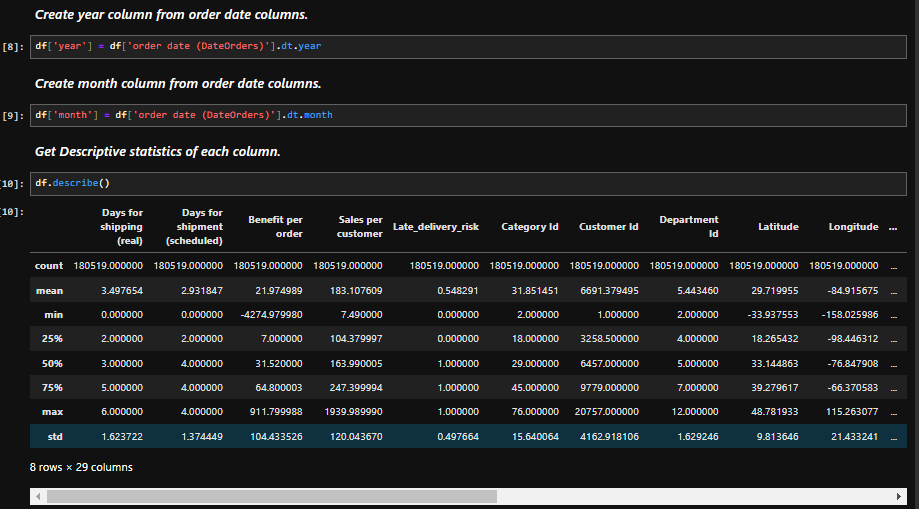 Create year column from order date columns.
[8]: df['year'] = df['order date (DateOrders)'].dt.year
Create month column from order date columns.
[9]: df['month'] = df['order date (DateOrders)'].dt.month
Get Descriptive statistics of each column.
[10]: df.describe()
[10]:
Days for shipping (real) Days for shipment (scheduled) Benefit per order Sales per customer Late_delivery_risk Category Id Customer Id Department Id Latitude Longitude ...
count 180519.000000 180519.000000 180519.000000 180519.000000 180519.000000 180519.000000 180519.000000 180519.000000 180519.000000 180519.000000 ...
mean 3.497654 2.931847 21.974989 183.107609 0.548291 31.851451 6691.379495 5.443460 29.719955 -84.915675 ...
min 0.000000 0.000000 -4274.979980 7.490000 0.000000 2.000000 1.000000 2.000000 -33.937553 -158.025986 ...
25% 2.000000 2.000000 7.000000 104.379997 0.000000 18.000000 3258.500000 4.000000 18.265432 -98.446312 ...
50% 3.000000 4.000000 31.520000 163.990005 1.000000 29.000000 6457.000000 5.000000 33.144863 -76.847908 ...
75% 5.000000 4.000000 64.800003 247.399994 1.000000 45.000000 9779.000000 7.000000 39.279617 -66.370583 ...
max 6.000000 4.000000 911.799988 1939.989990 1.000000 76.000000 20757.000000 12.000000 48.781933 115.263077 ...
std 1.623722 1.374449 104.433526 120.043670 0.497664 15.640064 4162.918106 1.629246 9.813646 21.433241 ...
8 rows × 29 columns